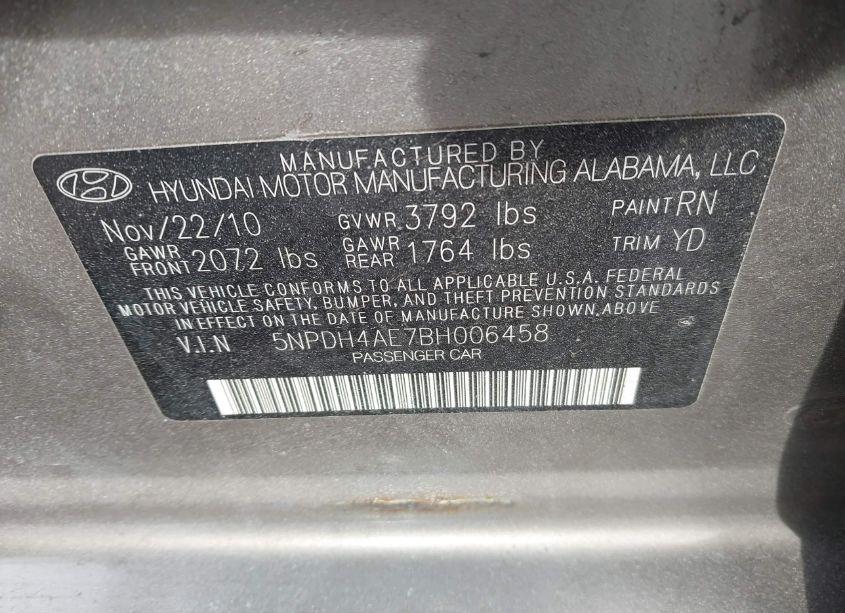 MANUFACTURED BY
HYUNDAI MOTOR MANUFACTURING ALABAMA, LLC
Nov/22/10 GVWR 3792 lbs PAINT RN
GAWR FRONT 2072 lbs GAWR REAR 1764 lbs TRIM YD
THIS VEHICLE CONFORMS TO ALL APPLICABLE U.S.A. FEDERAL
MOTOR VEHICLE SAFETY, BUMPER, AND THEFT PREVENTION STANDARDS
IN EFFECT ON THE DATE OF MANUFACTURE SHOWN ABOVE
V.I.N 5NPDH4AE7BH006458
PASSENGER CAR